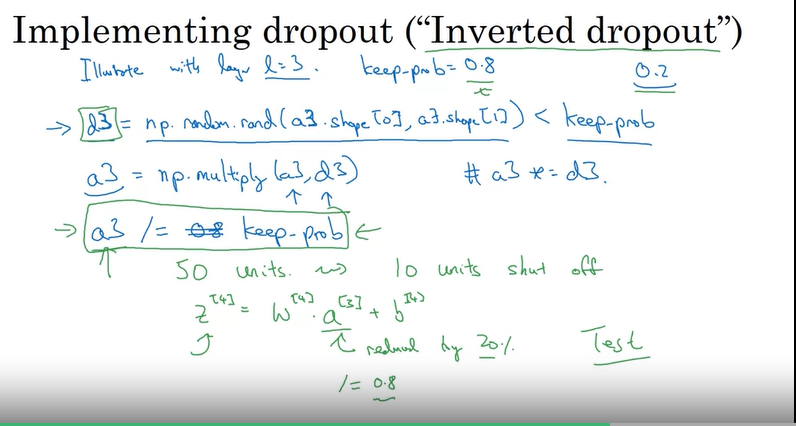 Implementing dropout ("Inverted dropout")
Illustrate with layer l=3. keep-prob = 0.8 0.2
→ d3 = np.random.rand(a3.shape[0], a3.shape[1]) < keep-prob
a3 = np.multiply(a3, d3) # a3 *= d3.
→ a3 /= 0.8 keep-prob ←
50 units. ⇝ 10 units shut off
z^[4] = W^[4] · a^[3] + b^[4]
reduced by 20%. Test
/= 0.8